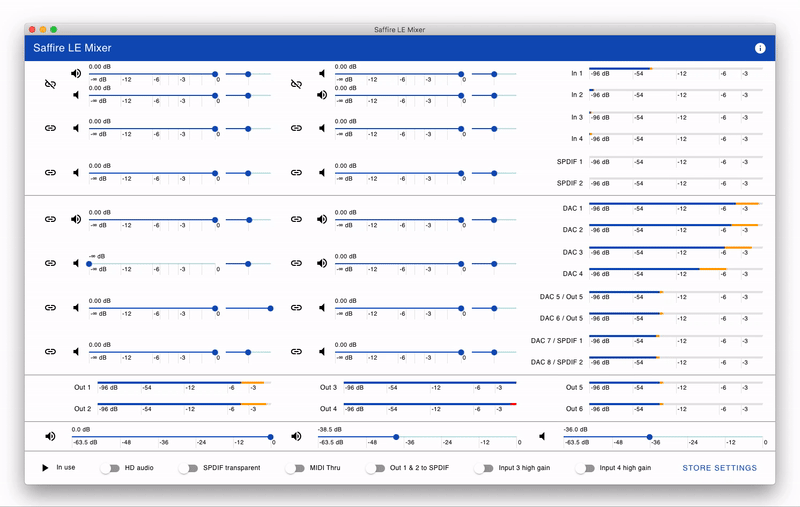 Saffire LE Mixer
Saffire LE Mixer
0.00 dB 0.00 dB
-∞ dB -12 -6 -3 0 -∞ dB -12 -6 -3 0 In 1 -96 dB -54 -12 -6 -3
0.00 dB 0.00 dB
-∞ dB -12 -6 -3 0 -∞ dB -12 -6 -3 0 In 2 -96 dB -54 -12 -6 -3
0.00 dB 0.00 dB In 3 -96 dB -54 -12 -6 -3
-∞ dB -12 -6 -3 0 -∞ dB -12 -6 -3 0 In 4 -96 dB -54 -12 -6 -3
0.00 dB 0.00 dB SPDIF 1 -96 dB -54 -12 -6 -3
-∞ dB -12 -6 -3 0 -∞ dB -12 -6 -3 0 SPDIF 2 -96 dB -54 -12 -6 -3
0.00 dB 0.00 dB DAC 1 -96 dB -54 -12 -6 -3
-∞ dB -12 -6 -3 0 -∞ dB -12 -6 -3 0 DAC 2 -96 dB -54 -12 -6 -3
-∞ dB 0.00 dB DAC 3 -96 dB -54 -12 -6 -3
-∞ dB -12 -6 -3 0 -∞ dB -12 -6 -3 0 DAC 4 -96 dB -54 -12 -6 -3
0.00 dB 0.00 dB DAC 5 / Out 5 -96 dB -54 -12 -6 -3
-∞ dB -12 -6 -3 0 -∞ dB -12 -6 -3 0 DAC 6 / Out 5 -96 dB -54 -12 -6 -3
0.00 dB 0.00 dB DAC 7 / SPDIF 1 -96 dB -54 -12 -6 -3
-∞ dB -12 -6 -3 0 -∞ dB -12 -6 -3 0 DAC 8 / SPDIF 2 -96 dB -54 -12 -6 -3
Out 1 -96 dB -54 -12 -6 -3 Out 3 -96 dB -54 -12 -6 -3 Out 5 -96 dB -54 -12 -6 -3
Out 2 -96 dB -54 -12 -6 -3 Out 4 -96 dB -54 -12 -6 -3 Out 6 -96 dB -54 -12 -6 -3
0.0 dB -38.5 dB -36.0 dB
-63.5 dB -48 -36 -24 -12 0 -63.5 dB -48 -36 -24 -12 0 -63.5 dB -48 -36 -24 -12 0
In use HD audio SPDIF transparent MIDI Thru Out 1 & 2 to SPDIF Input 3 high gain Input 4 high gain STORE SETTINGS